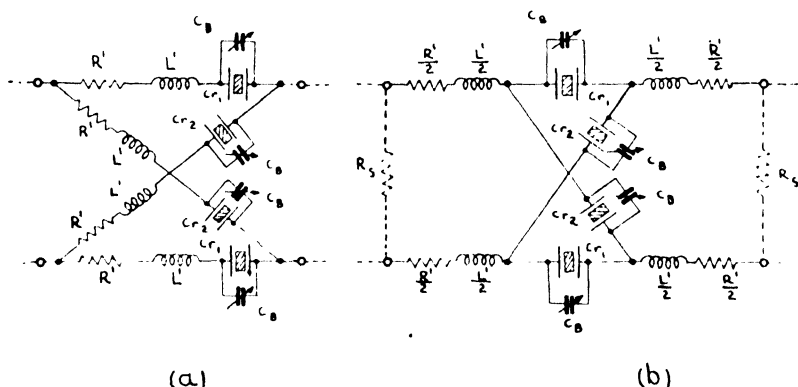 C_B
R' L' Cr_1
R' Cr_2
L' C_B
L' C_B
R' Cr_2
Cr_1
R' L' C_B
(a)
C_B
R'/2 L'/2 L'/2 R'/2
Cr_1
Cr_2
R_s C_B R_s
C_B
Cr_2
Cr_1
R'/2 L'/2 L'/2 R'/2
C_B
(b)